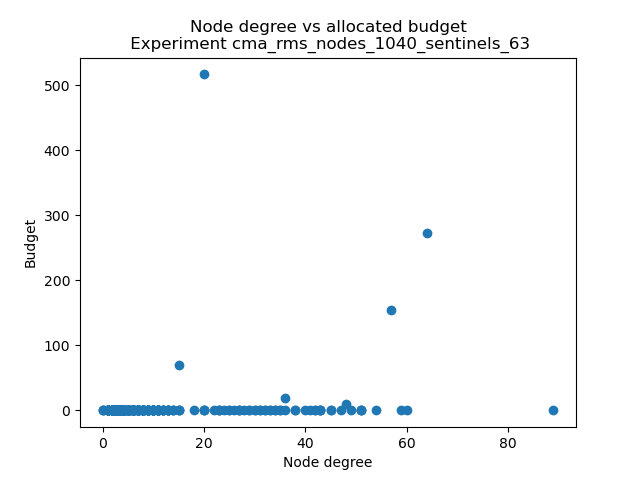 Node degree vs allocated budget
Experiment cma_rms_nodes_1040_sentinels_63
500
400
300
200
100
0
Budget
0 20 40 60 80
Node degree